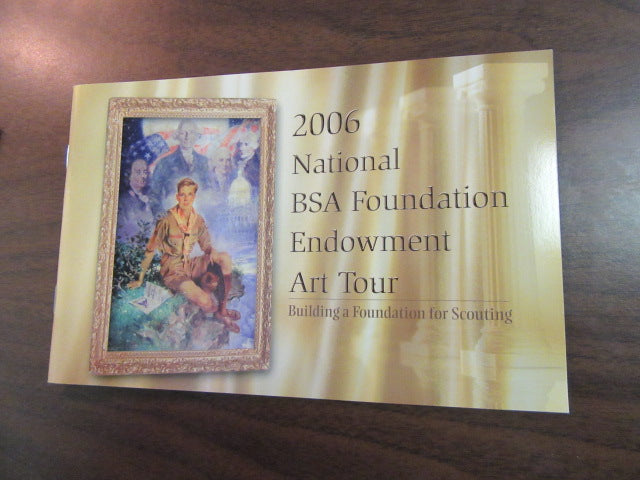 2006
National
BSA Foundation
Endowment
Art Tour
Building a Foundation for Scouting